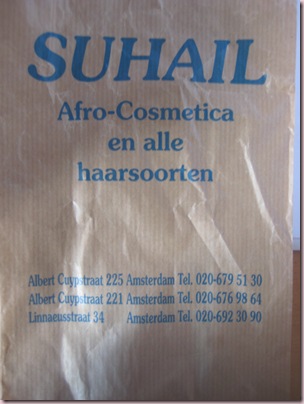 SUHAIL
Afro-Cosmetica
en alle
haarsoorten
Albert Cuypstraat 225 Amsterdam Tel. 020-679 51 30
Albert Cuypstraat 221 Amsterdam Tel. 020-676 98 64
Linnaeusstraat 34 Amsterdam Tel. 020-692 30 90